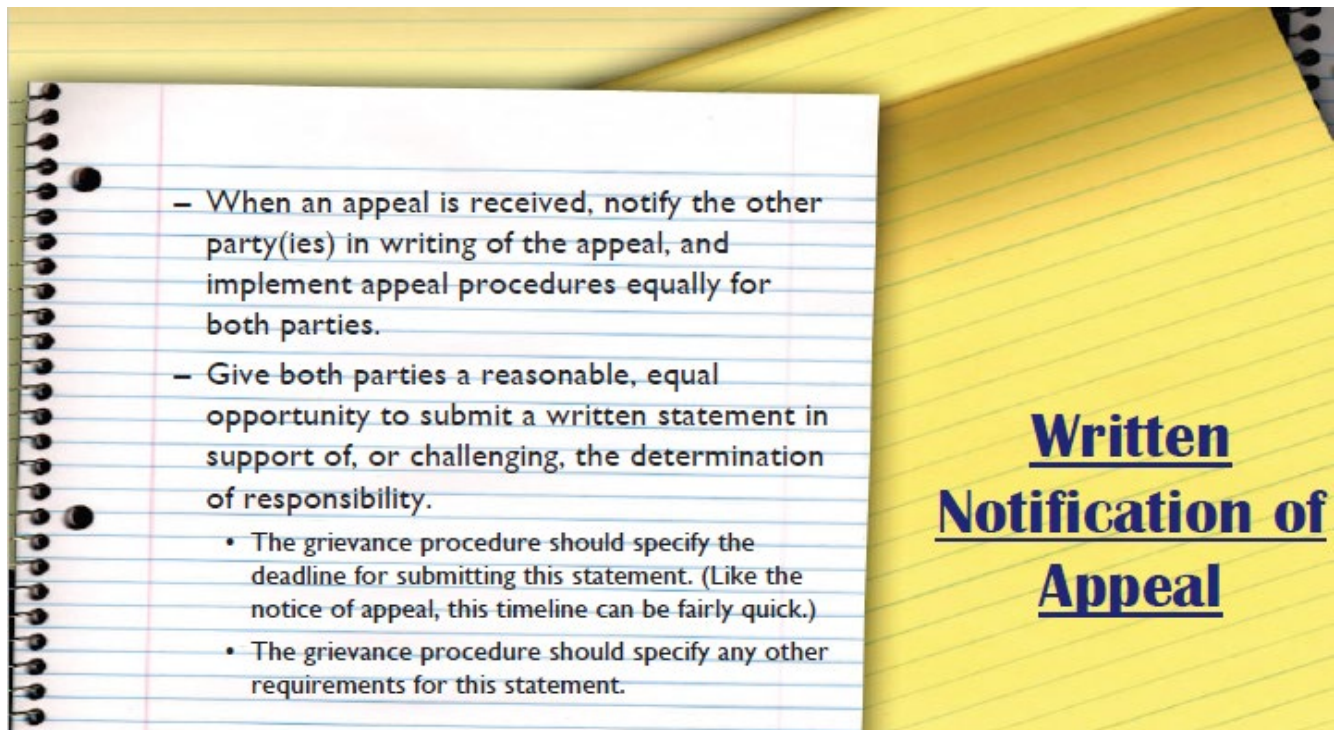 – When an appeal is received, notify the other
party(ies) in writing of the appeal, and
implement appeal procedures equally for
both parties.
– Give both parties a reasonable, equal
opportunity to submit a written statement in
support of, or challenging, the determination
of responsibility.
• The grievance procedure should specify the
deadline for submitting this statement. (Like the
notice of appeal, this timeline can be fairly quick.)
• The grievance procedure should specify any other
requirements for this statement.
Written
Notification of
Appeal